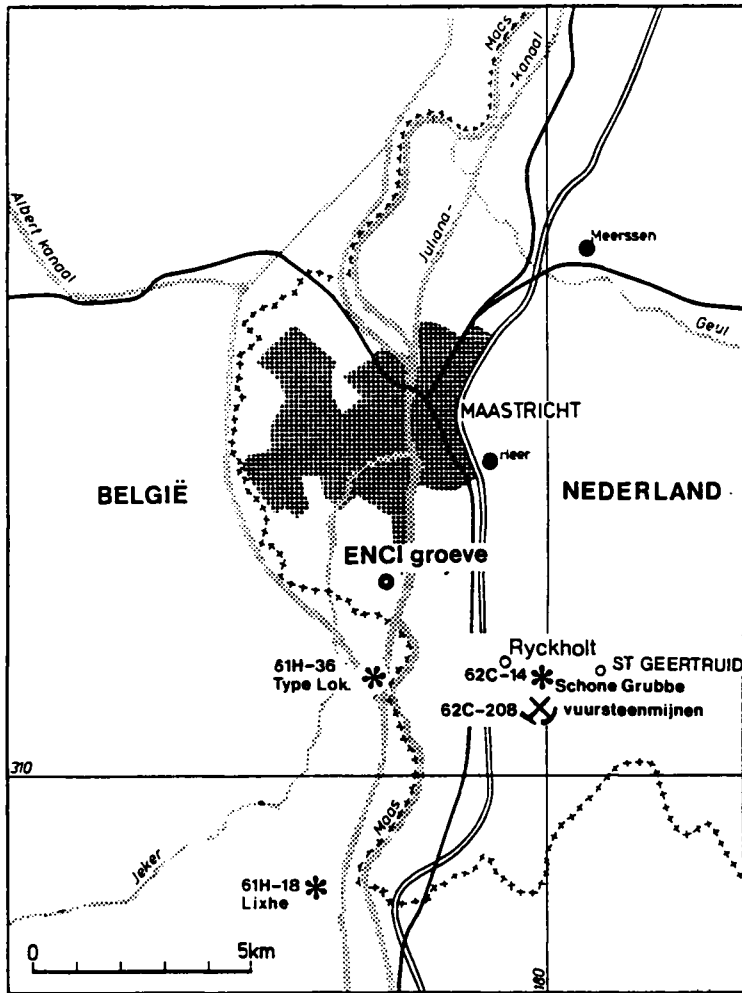 Maas
-kanaal
Albert kanaal
Juliana-
Meerssen
Geul
MAASTRICHT
Heer
BELGIË
NEDERLAND
ENCI groeve
61H-36
Type Lok.
Ryckholt
ST GEERTRUID
62C-14
Schone Grubbe
62C-208
vuursteenmijnen
310
Maas
Jeker
61H-18
Lixhe
0
5km
180